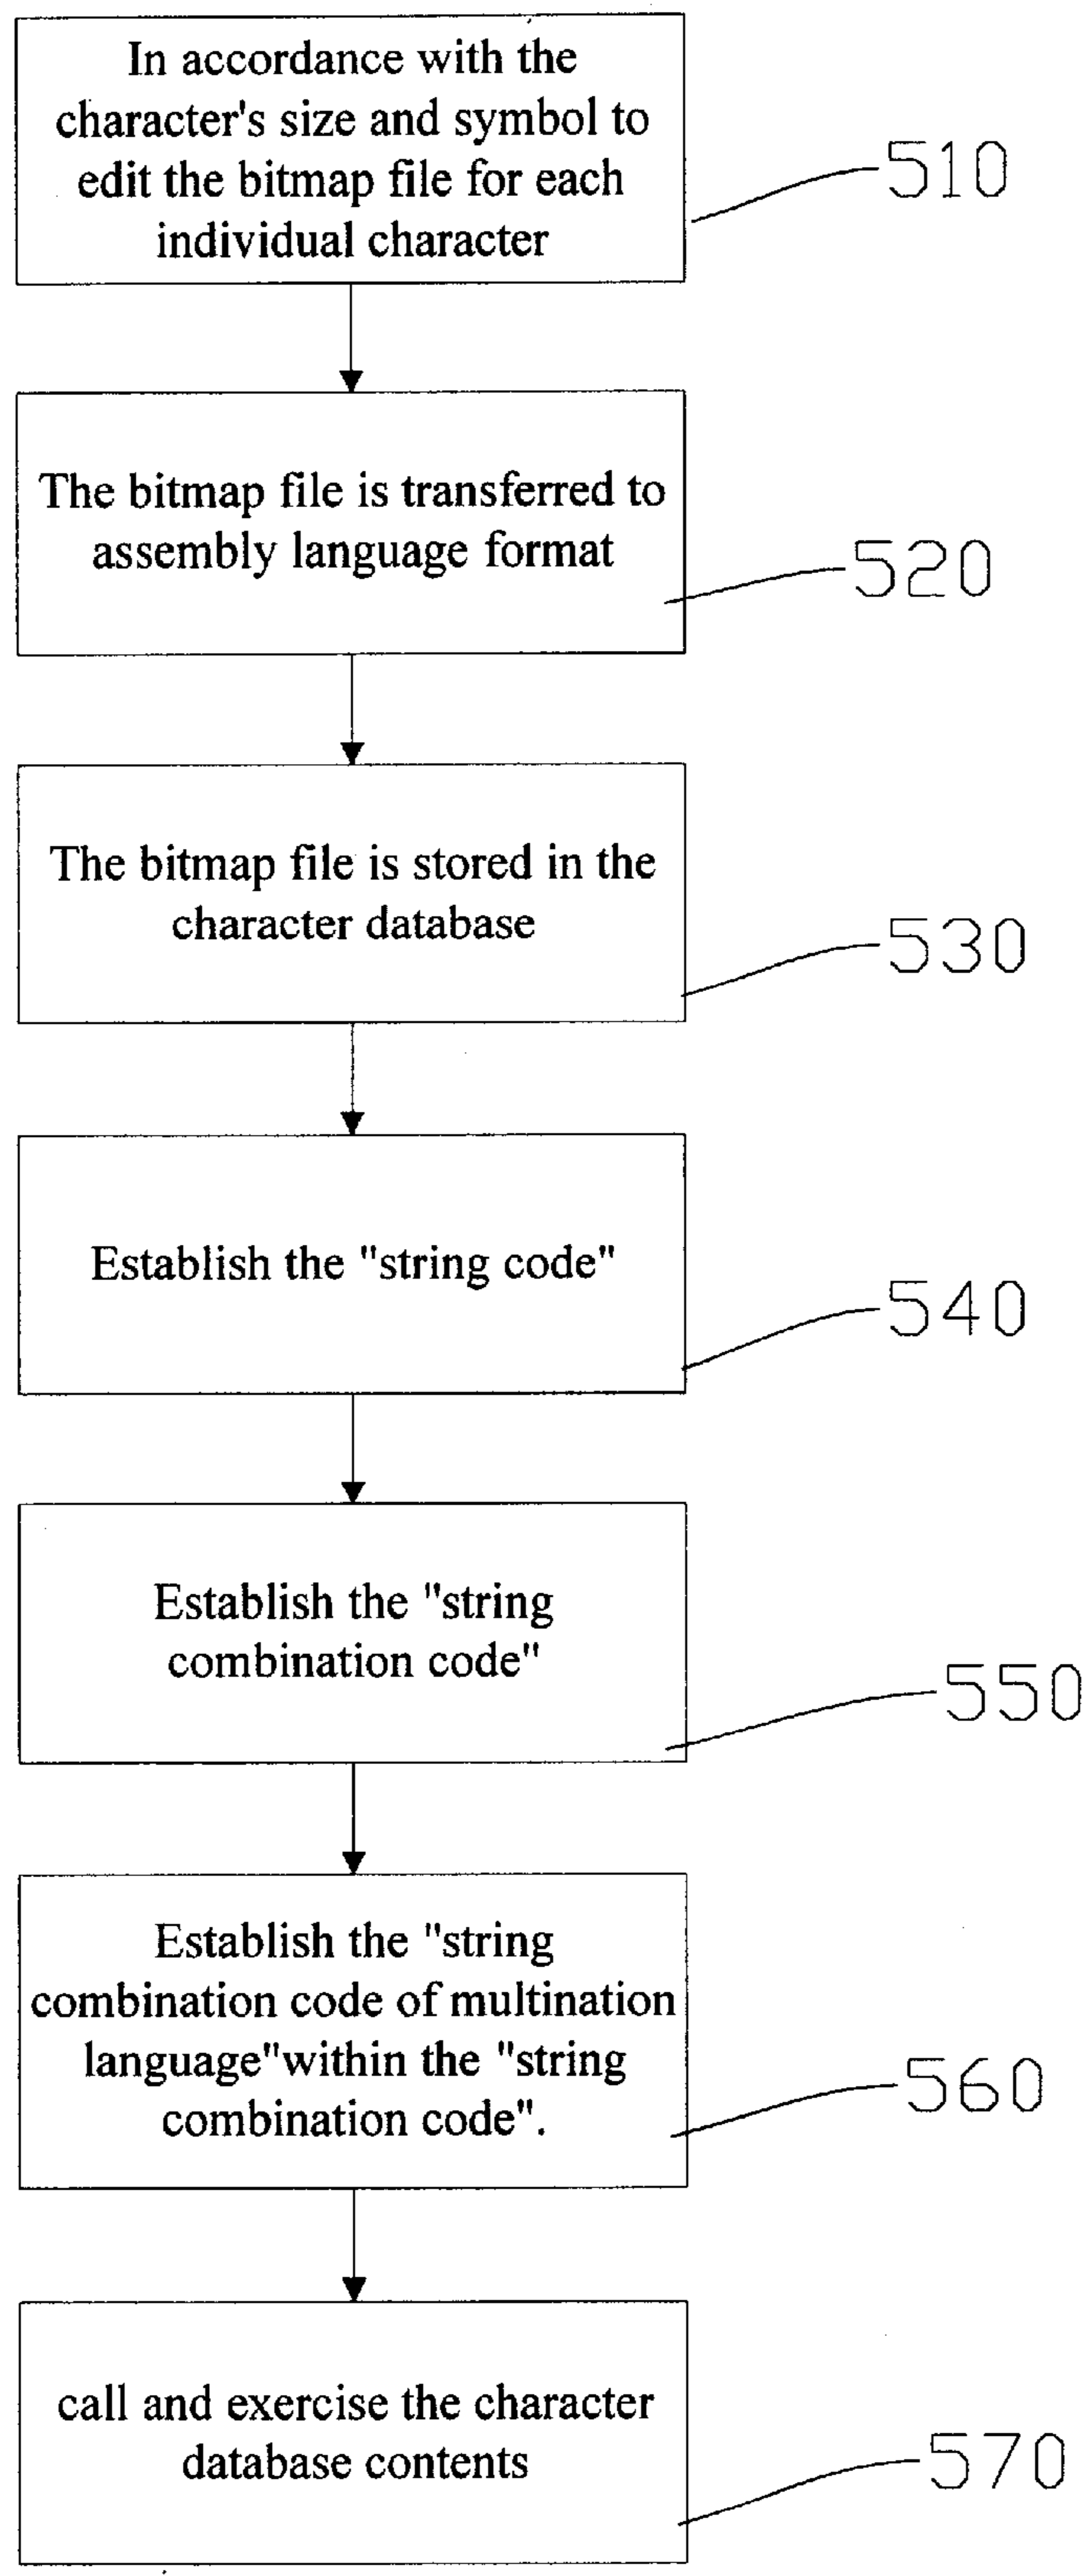 In accordance with the
character's size and symbol to
edit the bitmap file for each
individual character
510
The bitmap file is transferred to
assembly language format
520
The bitmap file is stored in the
character database
530
Establish the "string code"
540
Establish the "string
combination code"
550
Establish the "string
combination code of multination
language"within the "string
combination code".
560
call and exercise the character
database contents
570